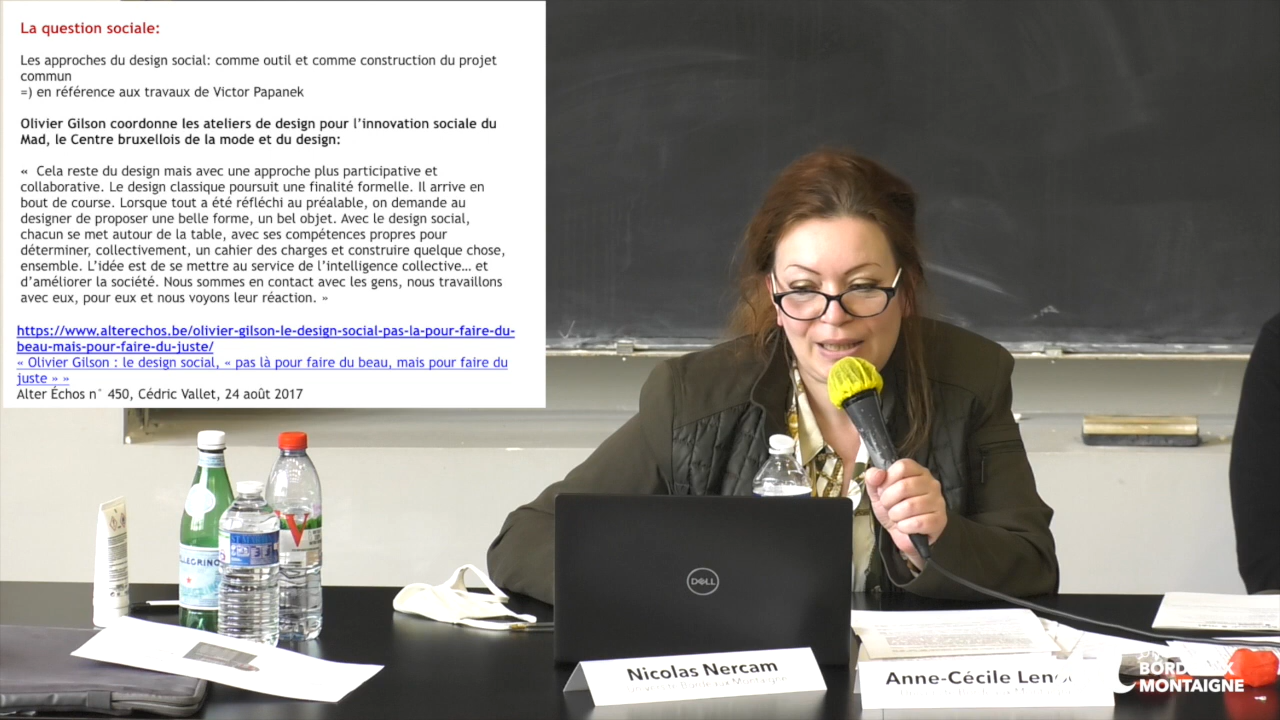 La question sociale:
Les approches du design social: comme outil et comme construction du projet
commun
=) en référence aux travaux de Victor Papanek
Olivier Gilson coordonne les ateliers de design pour l’innovation sociale du
Mad, le Centre bruxellois de la mode et du design:
« Cela reste du design mais avec une approche plus participative et
collaborative. Le design classique poursuit une finalité formelle. Il arrive en
bout de course. Lorsque tout a été réfléchi au préalable, on demande au
designer de proposer une belle forme, un bel objet. Avec le design social,
chacun se met autour de la table, avec ses compétences propres pour
déterminer, collectivement, un cahier des charges et construire quelque chose,
ensemble. L’idée est de se mettre au service de l’intelligence collective… et
d’améliorer la société. Nous sommes en contact avec les gens, nous travaillons
avec eux, pour eux et nous voyons leur réaction. »
https://www.alterechos.be/olivier-gilson-le-design-social-pas-la-pour-faire-du-
beau-mais-pour-faire-du-juste/
« Olivier Gilson : le design social, « pas là pour faire du beau, mais pour faire du
juste » »
Alter Échos n° 450, Cédric Vallet, 24 août 2017
DELL
Nicolas Nercam
Anne-Cécile
BORDEAUX
MONTAIGNE